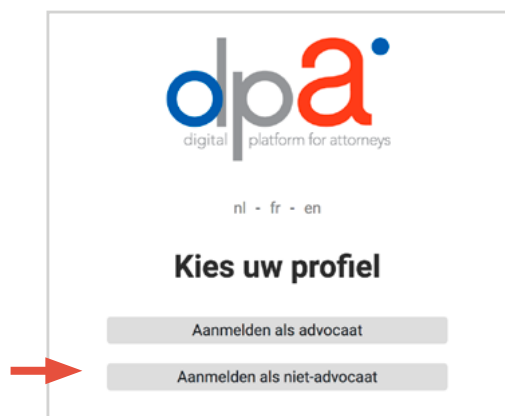 dpa
digital platform for attorneys
nl - fr - en
Kies uw profiel
Aanmelden als advocaat
Aanmelden als niet-advocaat